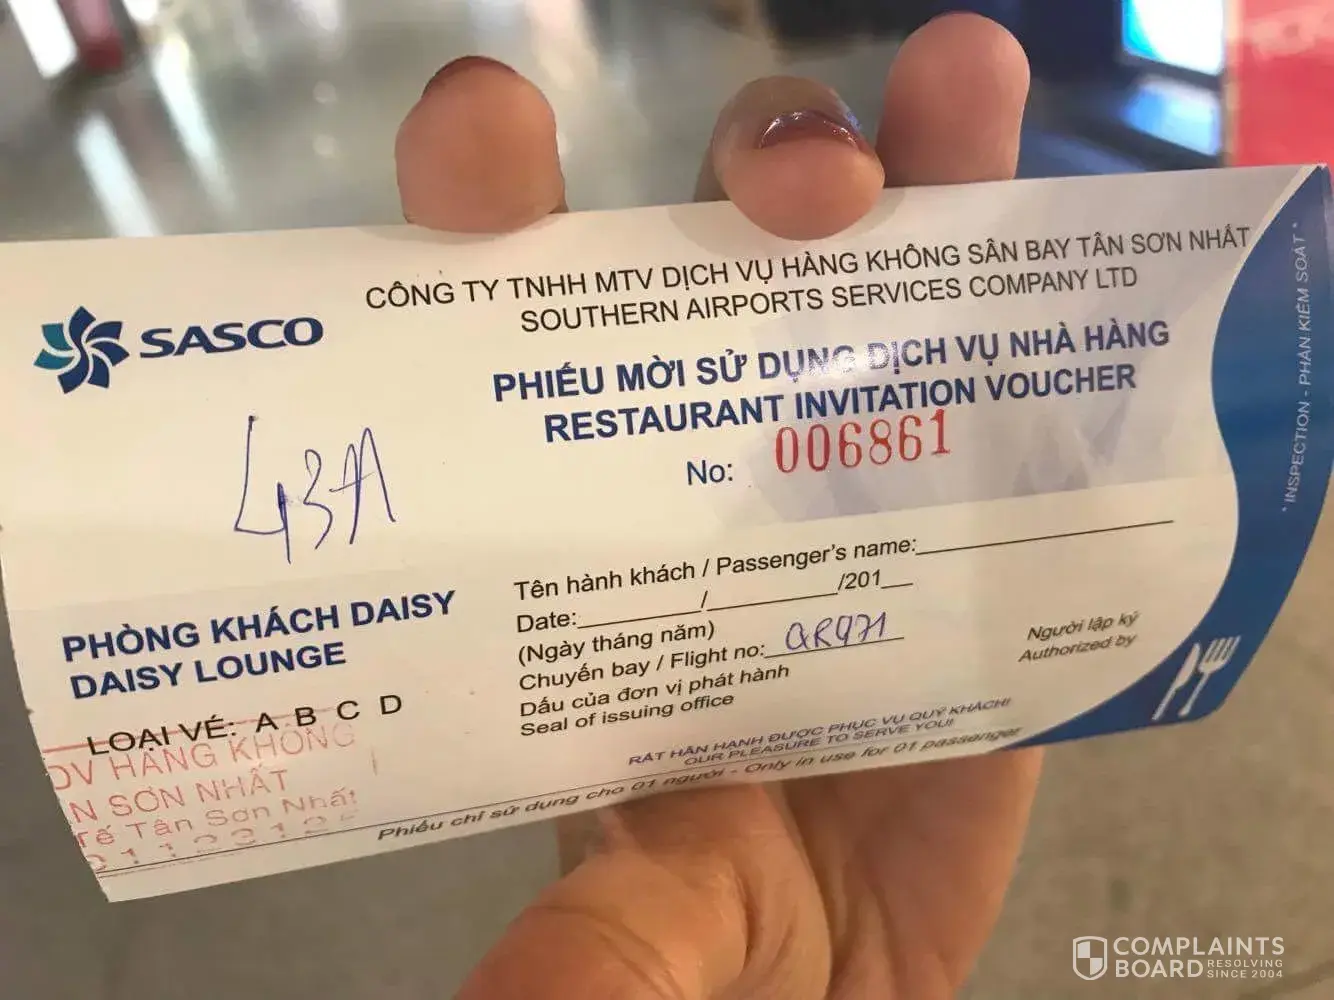 SASCO
CÔNG TY TNHH MTV DỊCH VỤ HÀNG KHÔNG SÂN BAY TÂN SƠN NHẤT
SOUTHERN AIRPORTS SERVICES COMPANY LTD
PHIẾU MỜI SỬ DỤNG DỊCH VỤ NHÀ HÀNG
RESTAURANT INVITATION VOUCHER
No: 006861
43A
PHÒNG KHÁCH DAISY
DAISY LOUNGE
LOẠI VÉ: A B C D
Tên hành khách / Passenger's name:
Date: / /201
(Ngày tháng năm)
Chuyến bay / Flight no: QR971
Dấu của đơn vị phát hành
Seal of issuing office
Người lập ký
Authorized by
RẤT HÂN HẠNH ĐƯỢC PHỤC VỤ QUÝ KHÁCH!
OUR PLEASURE TO SERVE YOU!
Phiếu chỉ sử dụng cho 01 người - Only in use for 01 passenger
DV HÀNG KHÔNG
N SƠN NHẤT
Tế Tân Sơn Nhất
* INSPECTION - PHẦN KIỂM SOÁT *
COMPLAINTS
BOARD RESOLVING
SINCE 2004